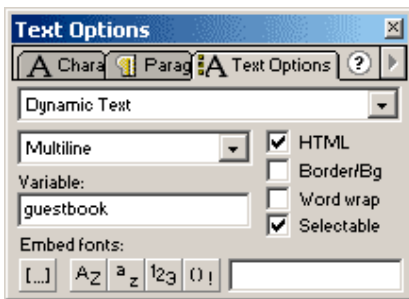 Text Options
A Chara Parag A Text Options ?
Dynamic Text
Multiline
HTML
Border/Bg
Variable:
Word wrap
guestbook
Selectable
Embed fonts:
[...] AZ az 123 ()!